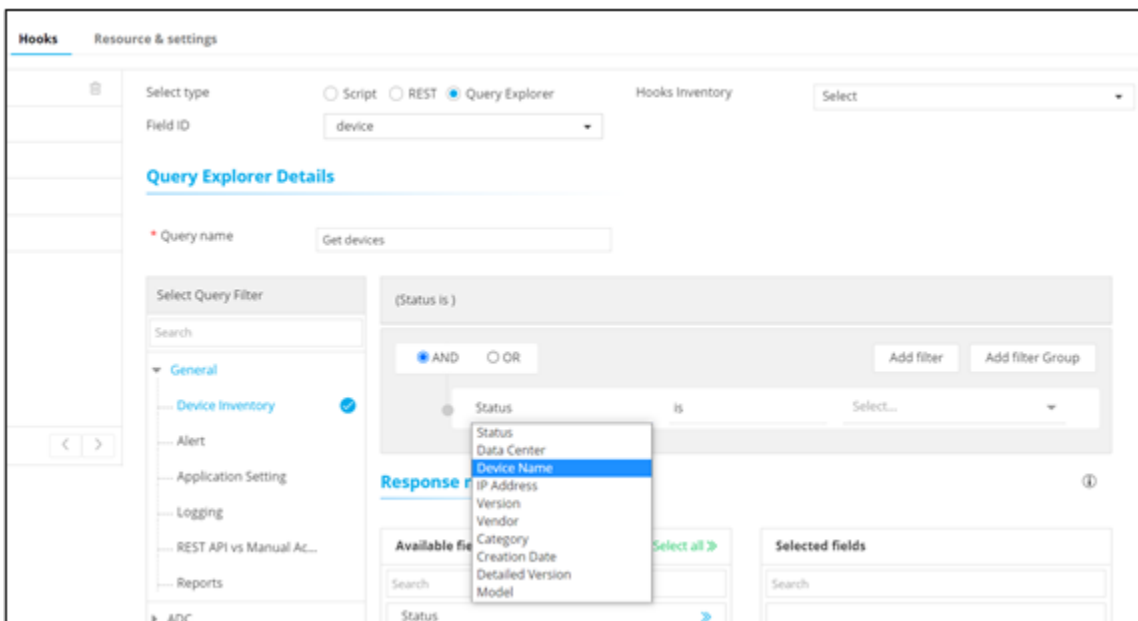 Hooks Resource & settings
Select type Script REST Query Explorer Hooks Inventory Select
Field ID device
Query Explorer Details
* Query name Get devices
Select Query Filter (Status is )
Search
AND OR Add filter Add filter Group
General
Device Inventory Status is Select...
Status
Data Center
Alert
Device Name
Application Setting Response
IP Address
Version
Logging
Vendor
Category
REST API vs Manual Ac... Available Select all Selected fields
Creation Date
Detailed Version
Reports Search Search
Model
ADC Status